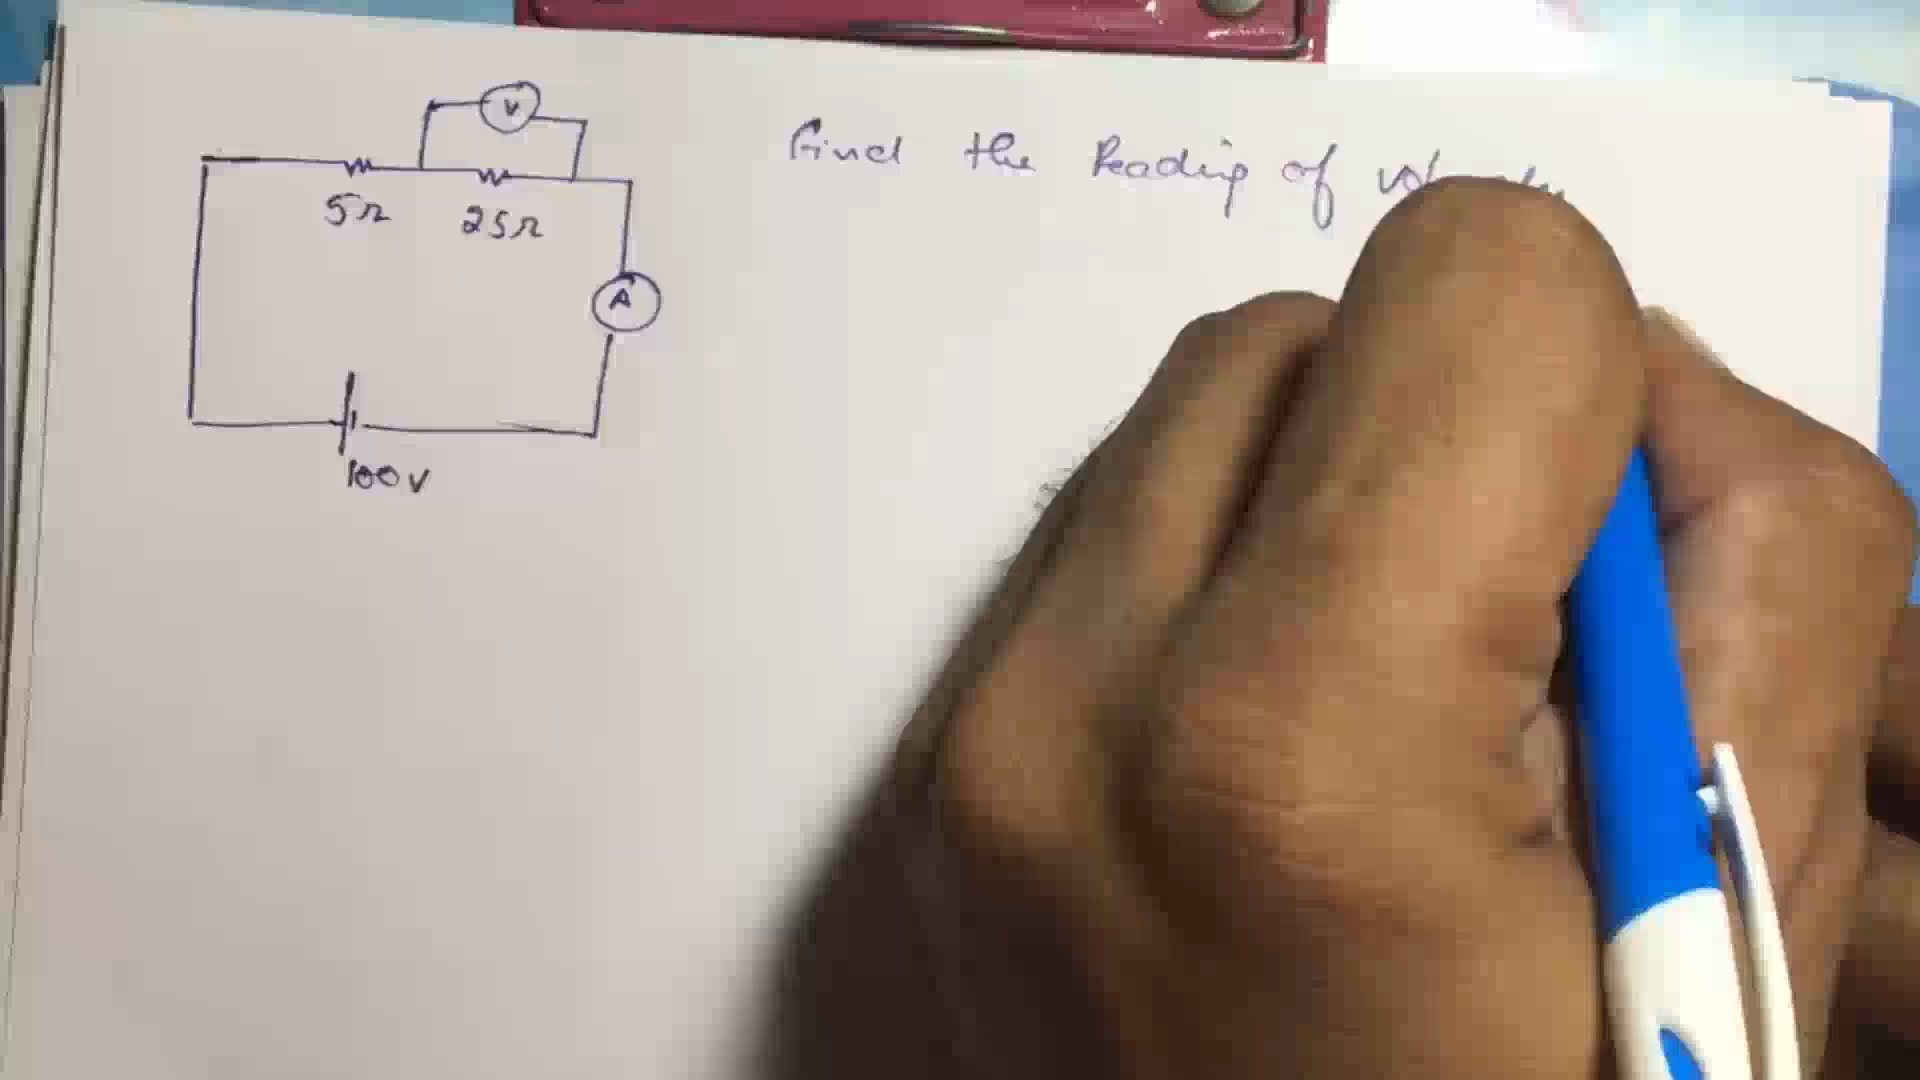 V
5Ω 25Ω
A
100V
Find the Reading of